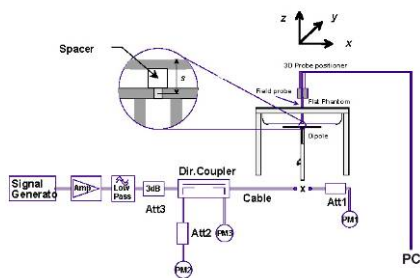 z
y
x
Spacer
s
3D Probe positioner
Field probe
Flat Phantom
Dipole
Signal
Generato
Amp
Low
Pass
3dB
Att3
Dir.Coupler
Cable
x
Att1
PM1
Att2
PM3
PM2
PC